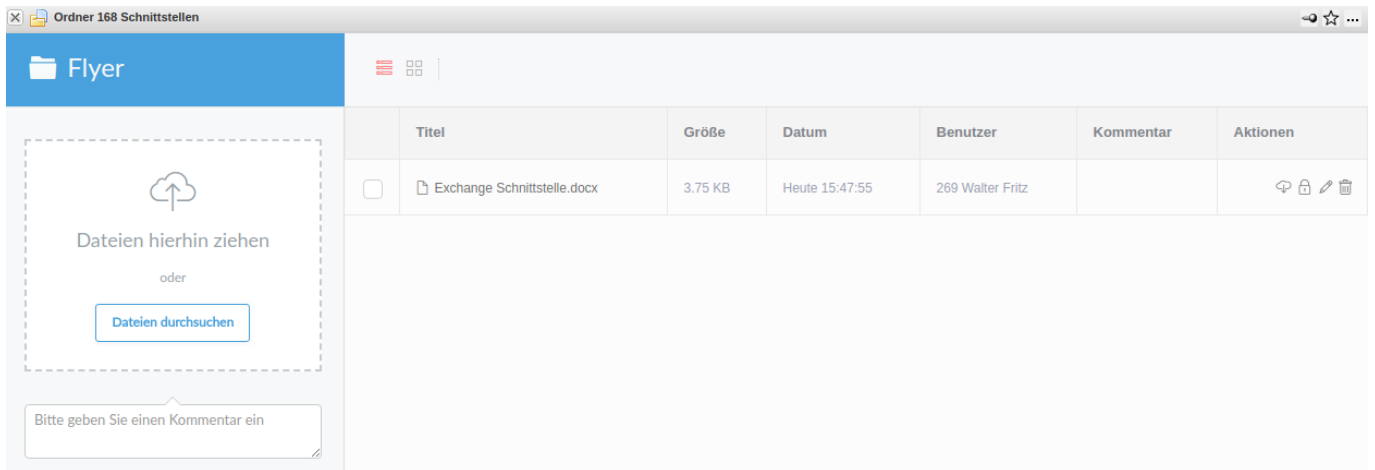 Ordner 168 Schnittstellen
Flyer
Dateien hierhin ziehen
oder
Dateien durchsuchen
Bitte geben Sie einen Kommentar ein
Titel Größe Datum Benutzer Kommentar Aktionen
Exchange Schnittstelle.docx 3.75 KB Heute 15:47:55 269 Walter Fritz